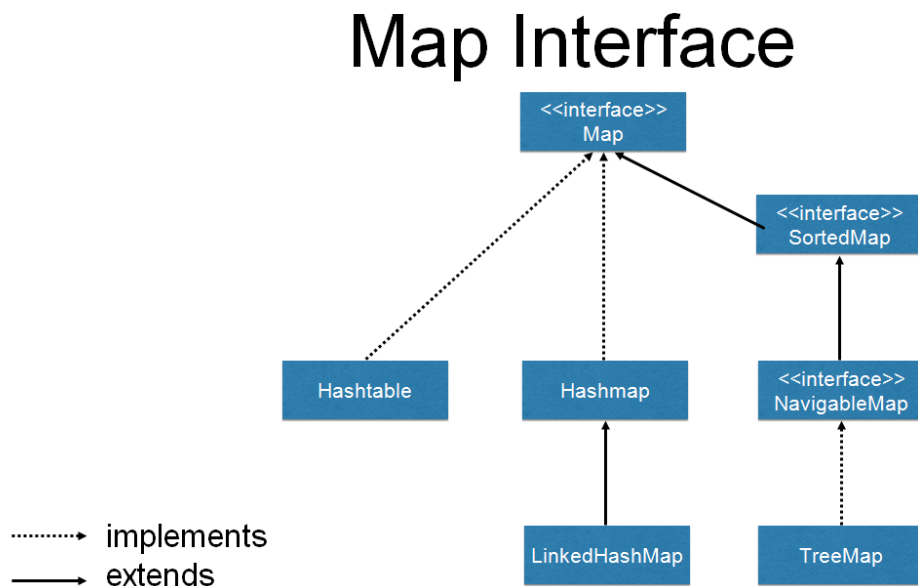 Map Interface
<<interface>>
Map
<<interface>>
SortedMap
Hashtable
Hashmap
<<interface>>
NavigableMap
implements
extends
LinkedHashMap
TreeMap